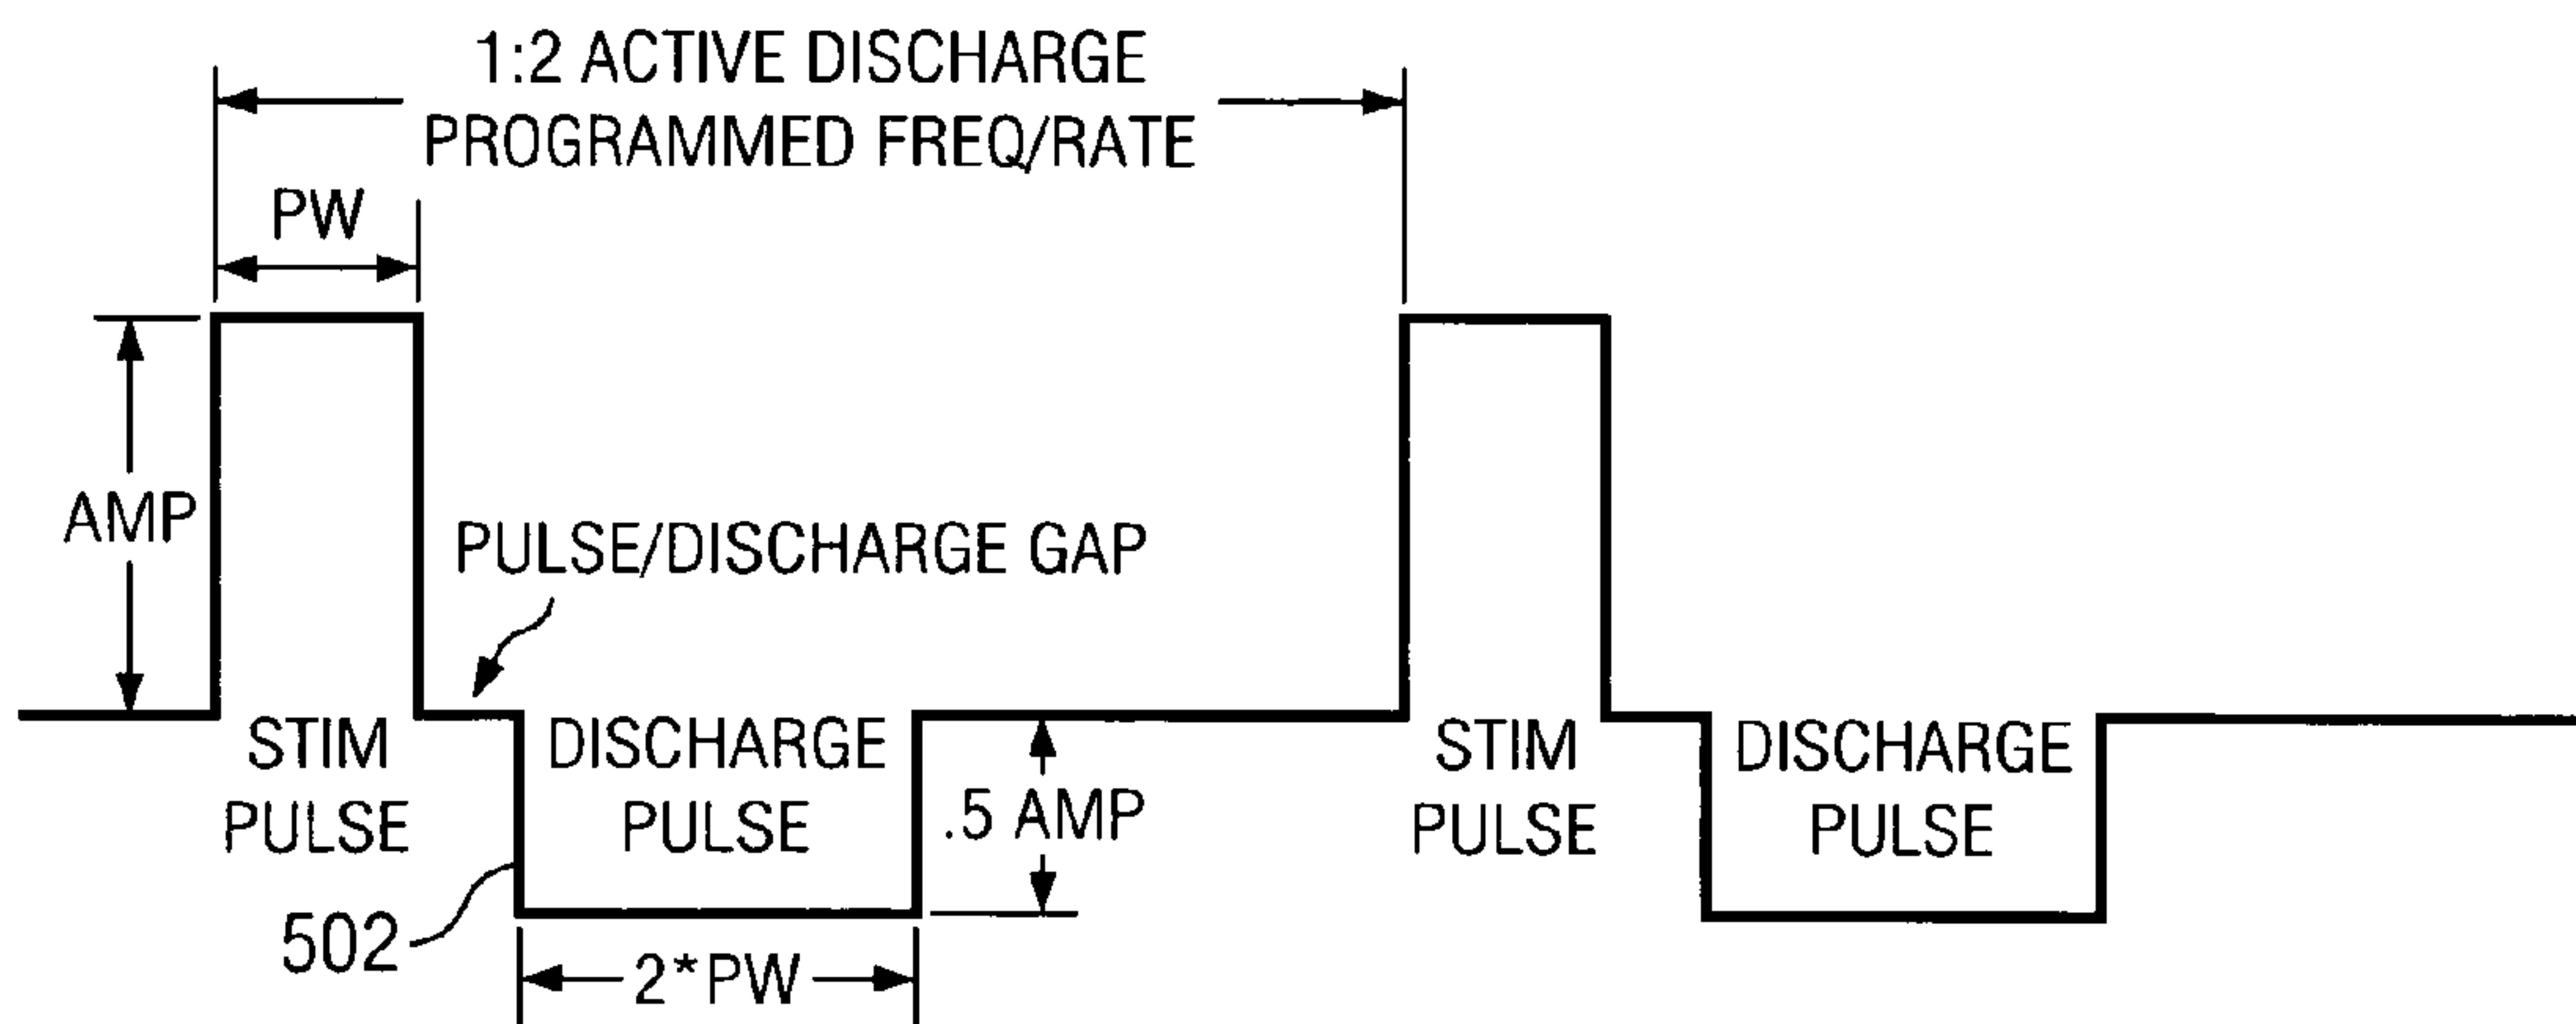 1:2 ACTIVE DISCHARGE
PROGRAMMED FREQ/RATE
PW
AMP
PULSE/DISCHARGE GAP
STIM
PULSE
DISCHARGE
PULSE
.5 AMP
STIM
PULSE
DISCHARGE
PULSE
502
2*PW